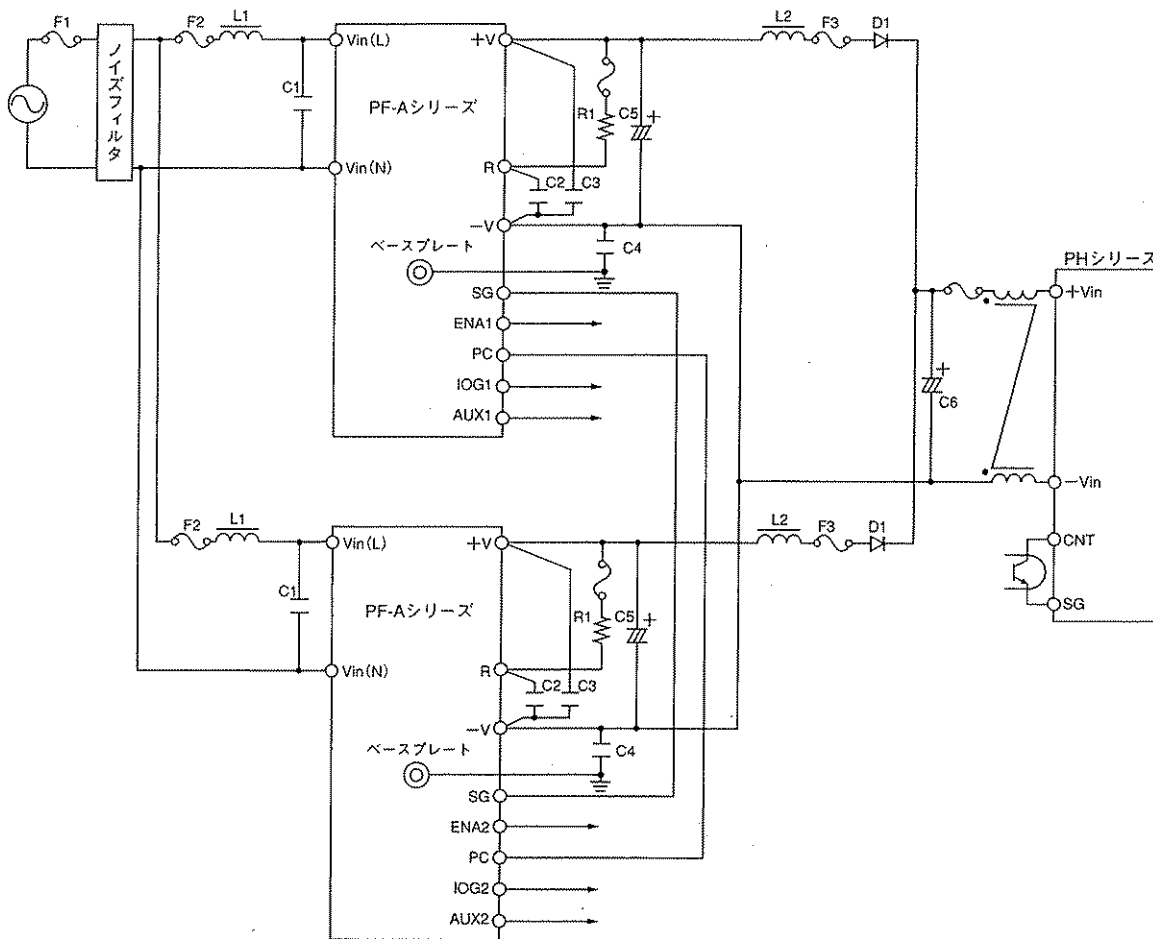 F1
ノイズフィルタ
F2
L1
C1
Vin(L)
Vin(N)
PF-Aシリーズ
+V
R
−V
ベースプレート
SG
ENA1
PC
IOG1
AUX1
R1
C5
+
C2
C3
C4
L2
F3
D1
PHシリーズ
+Vin
+
C6
−Vin
CNT
SG
F2
L1
C1
Vin(L)
Vin(N)
PF-Aシリーズ
+V
R
−V
ベースプレート
SG
ENA2
PC
IOG2
AUX2
R1
C5
+
C2
C3
C4
L2
F3
D1